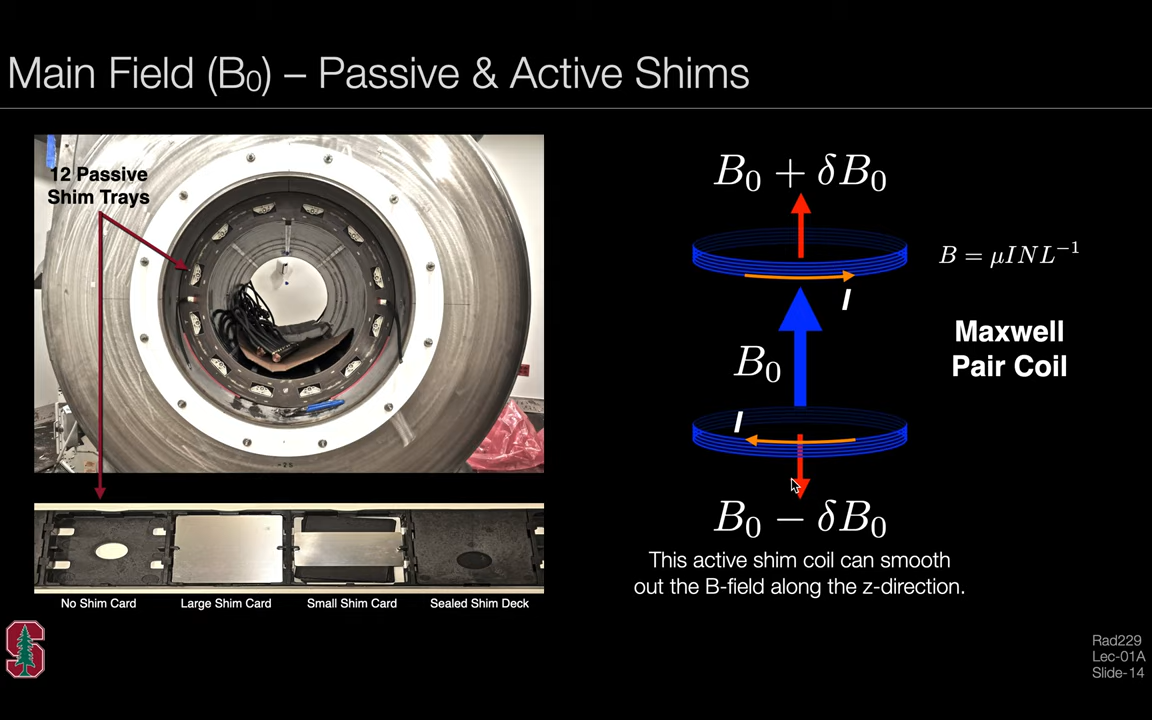 Main Field (B₀) – Passive & Active Shims
12 Passive
Shim Trays
No Shim Card
Large Shim Card
Small Shim Card
Sealed Shim Deck
B₀ + δB₀
B = μINL⁻¹
I
Maxwell
Pair Coil
B₀
I
B₀ − δB₀
This active shim coil can smooth
out the B-field along the z-direction.
S
Rad229
Lec-01A
Slide-14